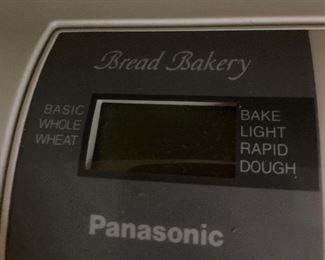 Bread Bakery
BASIC
WHOLE
WHEAT
BAKE
LIGHT
RAPID
DOUGH
Panasonic